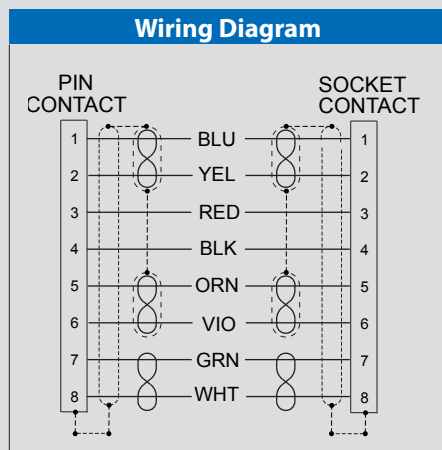 Wiring Diagram
PIN
CONTACT
SOCKET
CONTACT
1 BLU 1
2 YEL 2
3 RED 3
4 BLK 4
5 ORN 5
6 VIO 6
7 GRN 7
8 WHT 8